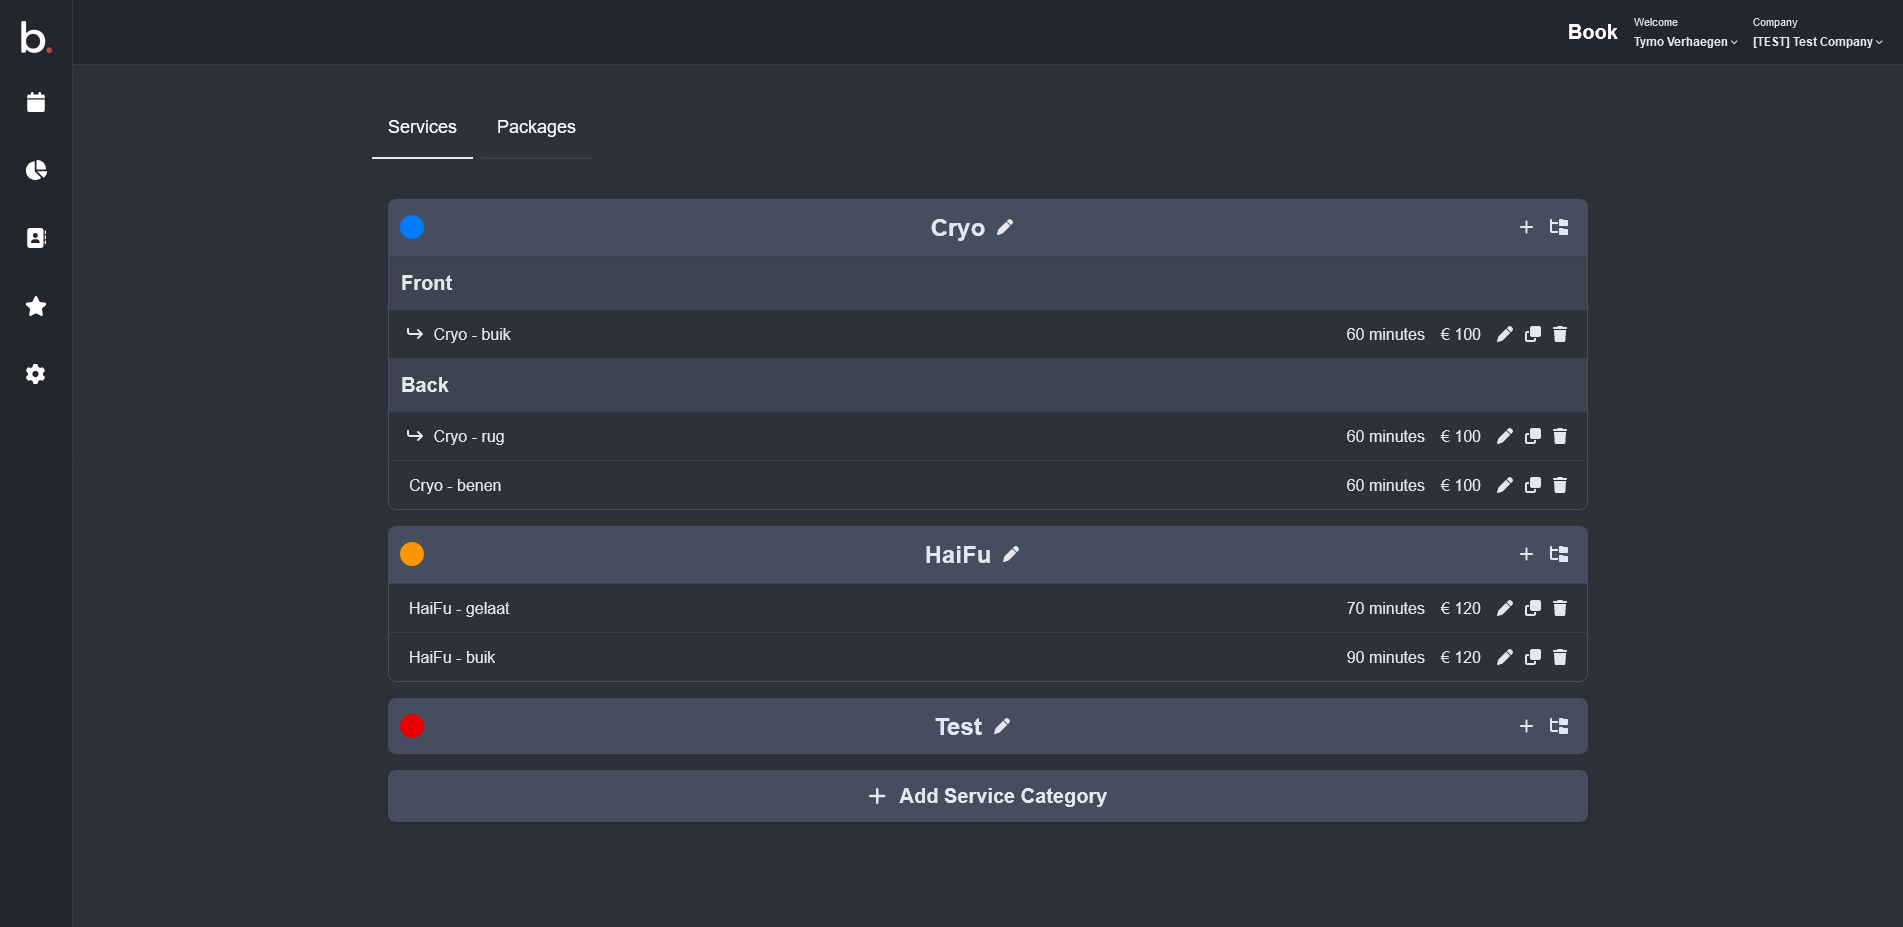 b.
Book
Welcome
Tymo Verhaegen
Company
[TEST] Test Company
Services
Packages
Cryo
Front
Cryo - buik
60 minutes € 100
Back
Cryo - rug
60 minutes € 100
Cryo - benen
60 minutes € 100
HaiFu
HaiFu - gelaat
70 minutes € 120
HaiFu - buik
90 minutes € 120
Test
Add Service Category